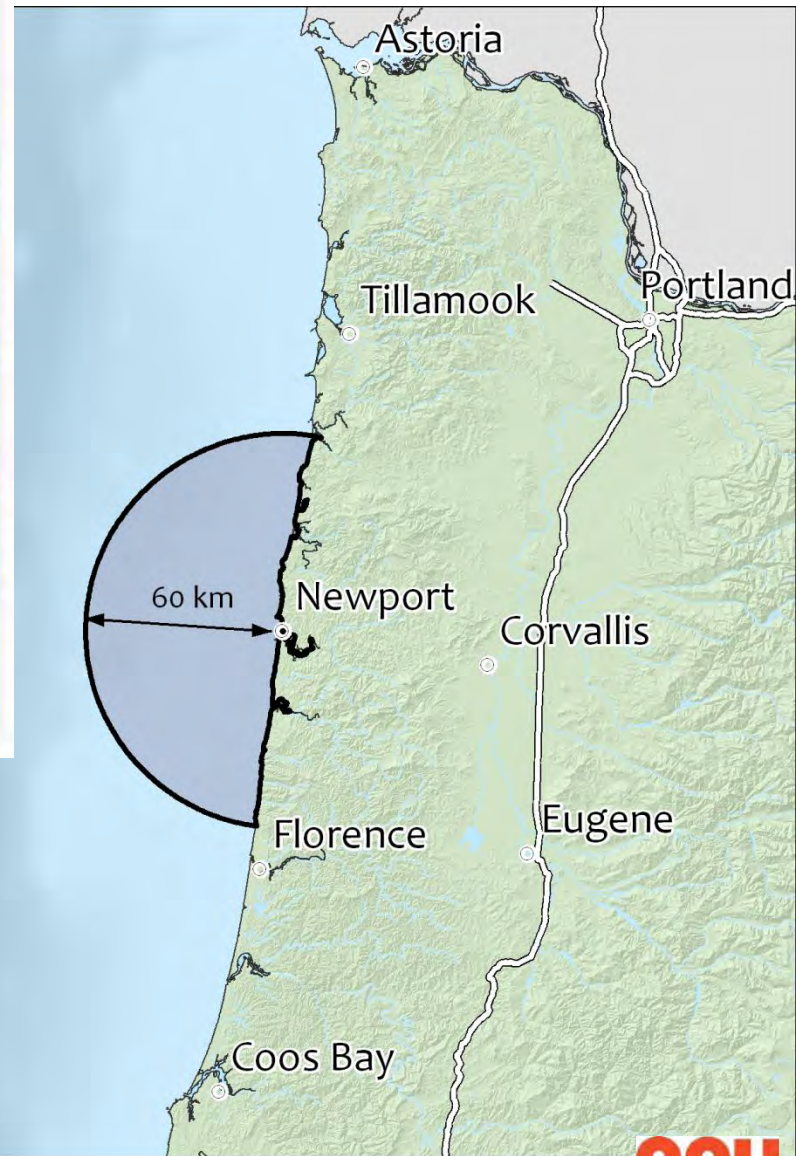 Astoria
Portland
Tillamook
60 km
Newport
Corvallis
Eugene
Florence
Coos Bay